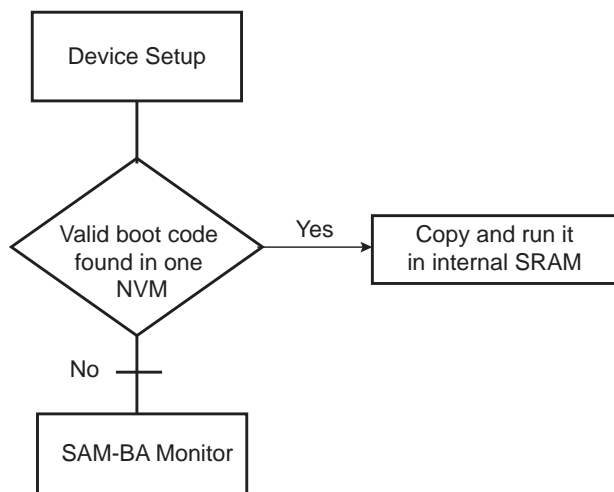 Device Setup
Valid boot code
found in one
NVM
Yes
Copy and run it
in internal SRAM
No
SAM-BA Monitor